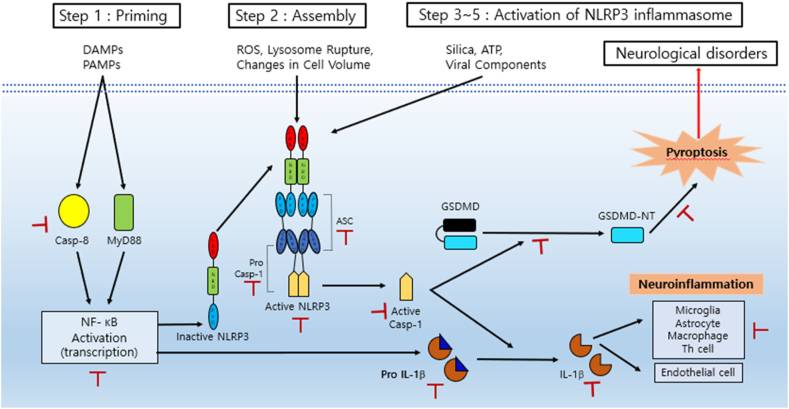 Step 1 : Priming
Step 2 : Assembly
Step 3~5 : Activation of NLRP3 inflammasome
DAMPs
PAMPs
ROS, Lysosome Rupture,
Changes in Cell Volume
Silica, ATP,
Viral Components
Neurological disorders
Pyroptosis
Casp-8
MyD88
ASC
GSDMD
GSDMD-NT
Pro
Casp-1
Active NLRP3
Active
Casp-1
Inactive NLRP3
NF- κB
Activation
(transcription)
Pro IL-1β
IL-1β
Neuroinflammation
Microglia
Astrocyte
Macrophage
Th cell
Endothelial cell